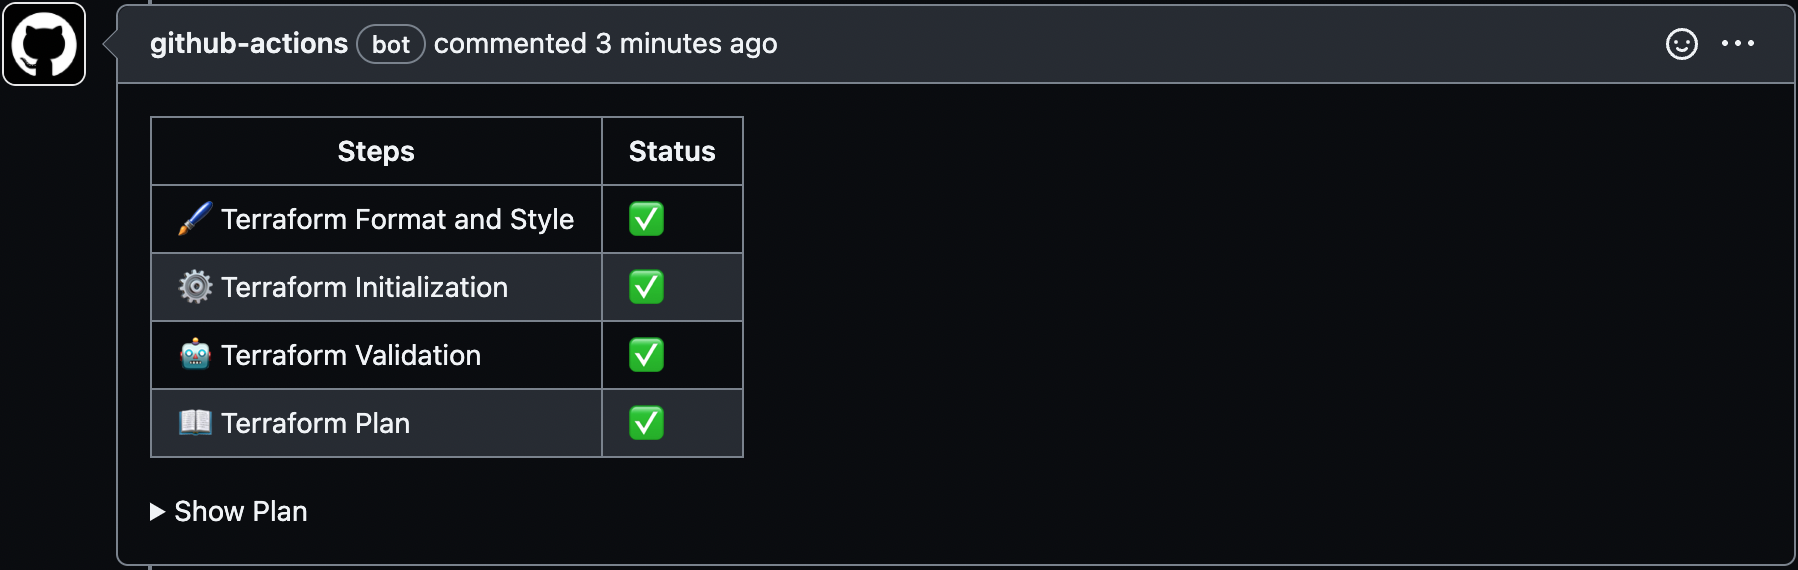 github-actions bot commented 3 minutes ago
Steps Status
🖌️ Terraform Format and Style ✅
⚙️ Terraform Initialization ✅
🤖 Terraform Validation ✅
📖 Terraform Plan ✅
▶ Show Plan